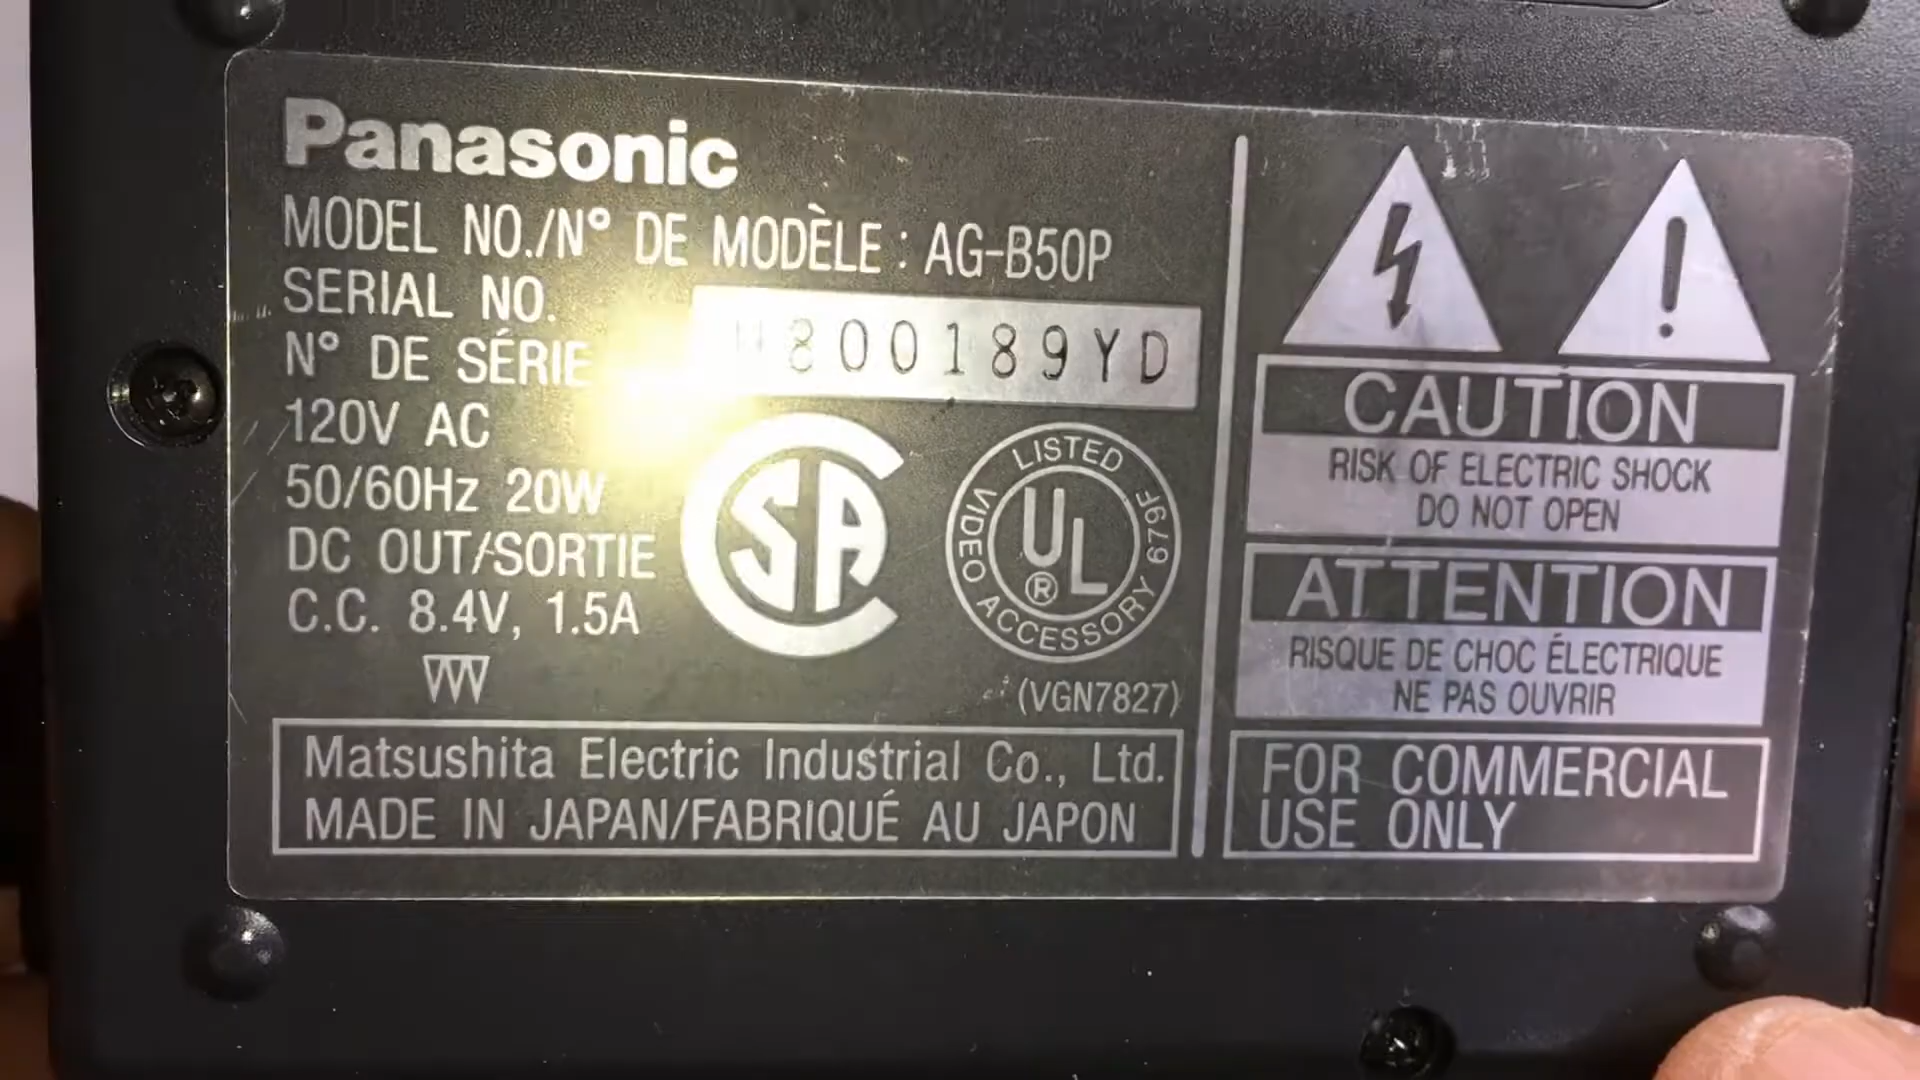 Panasonic
MODEL NO./N° DE MODÈLE : AG-B50P
SERIAL NO.
N° DE SÉRIE
120V AC
50/60Hz 20W
DC OUT/SORTIE
C.C. 8.4V, 1.5A
SA
LISTED
UL
®
VIDEO ACCESSORY 679F
(VGN7827)
Matsushita Electric Industrial Co., Ltd.
MADE IN JAPAN/FABRIQUÉ AU JAPON
CAUTION
RISK OF ELECTRIC SHOCK
DO NOT OPEN
ATTENTION
RISQUE DE CHOC ÉLECTRIQUE
NE PAS OUVRIR
FOR COMMERCIAL
USE ONLY